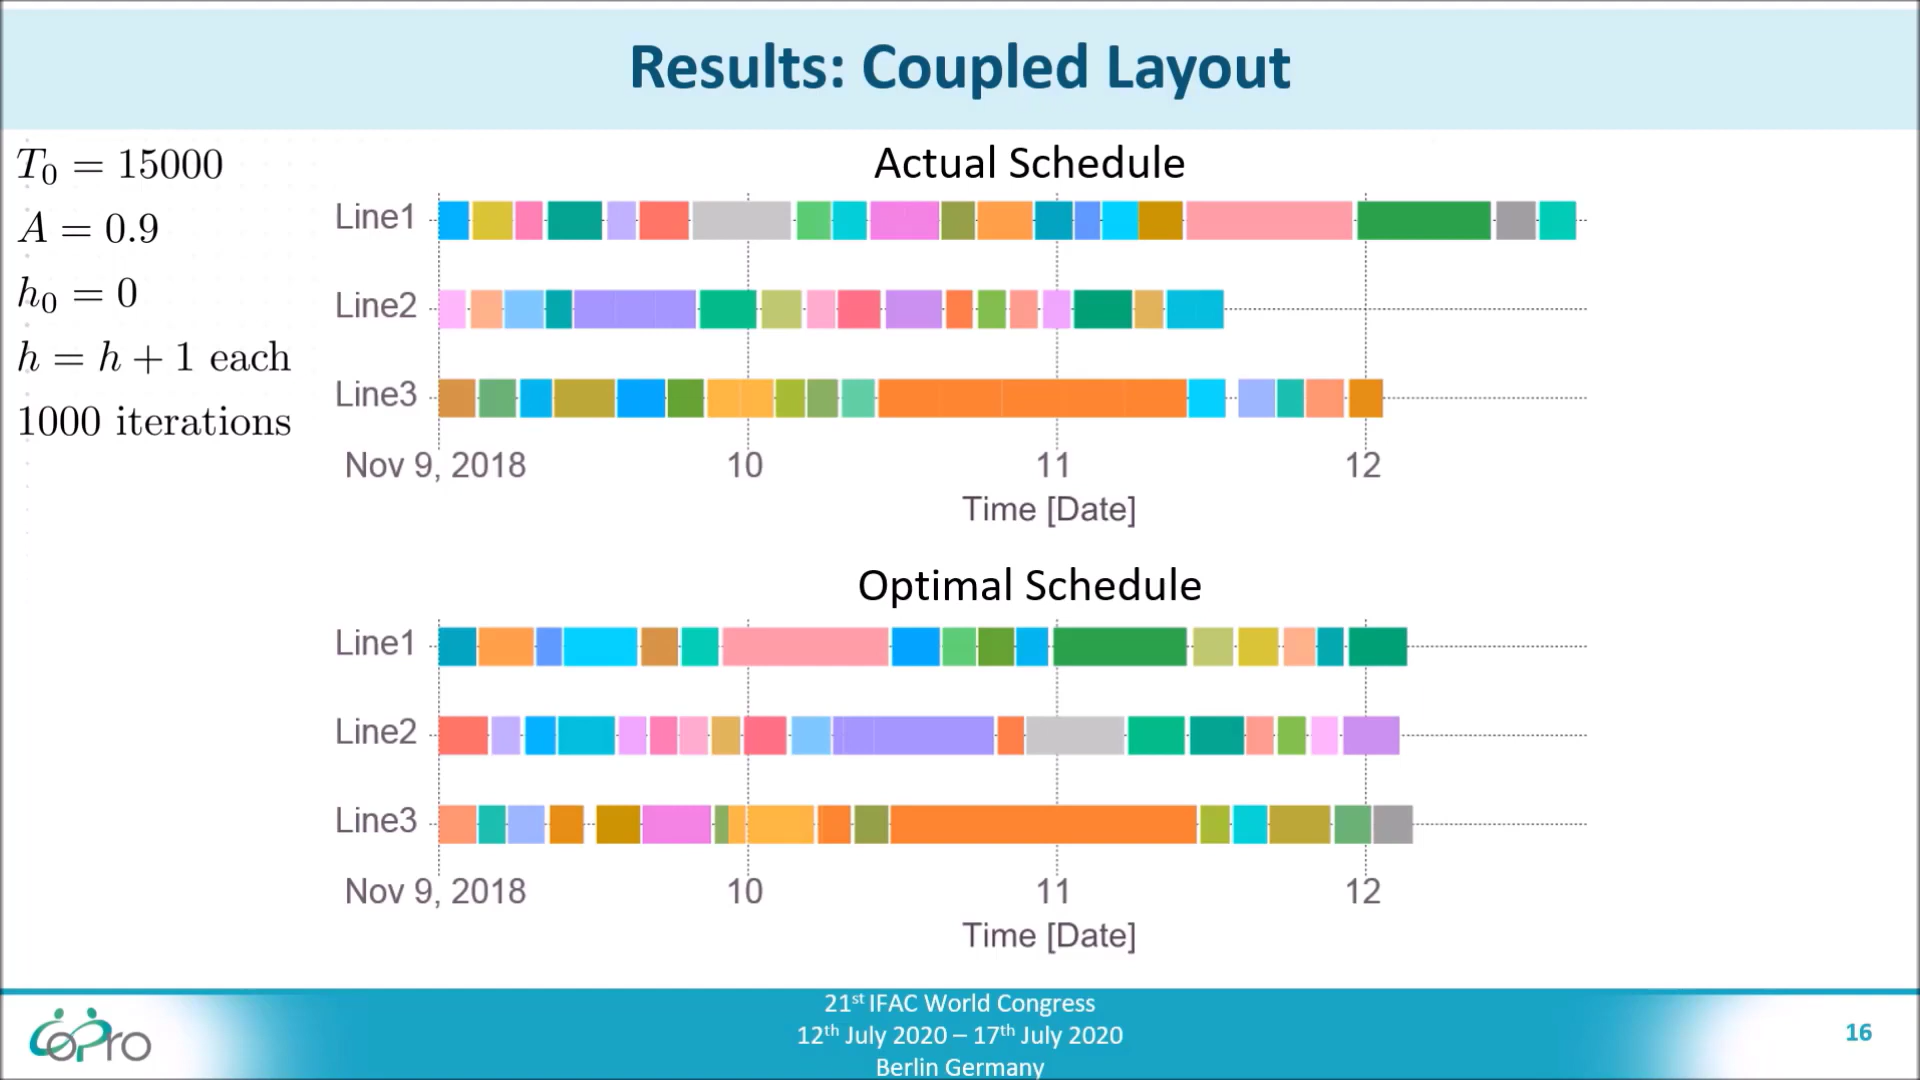 Results: Coupled Layout
T₀ = 15000
A = 0.9
h₀ = 0
h = h + 1 each
1000 iterations
Actual Schedule
Line1
Line2
Line3
Nov 9, 2018 10 11 12
Time [Date]
Optimal Schedule
Line1
Line2
Line3
Nov 9, 2018 10 11 12
Time [Date]
CoPro
21st IFAC World Congress
12th July 2020 – 17th July 2020
Berlin Germany
16